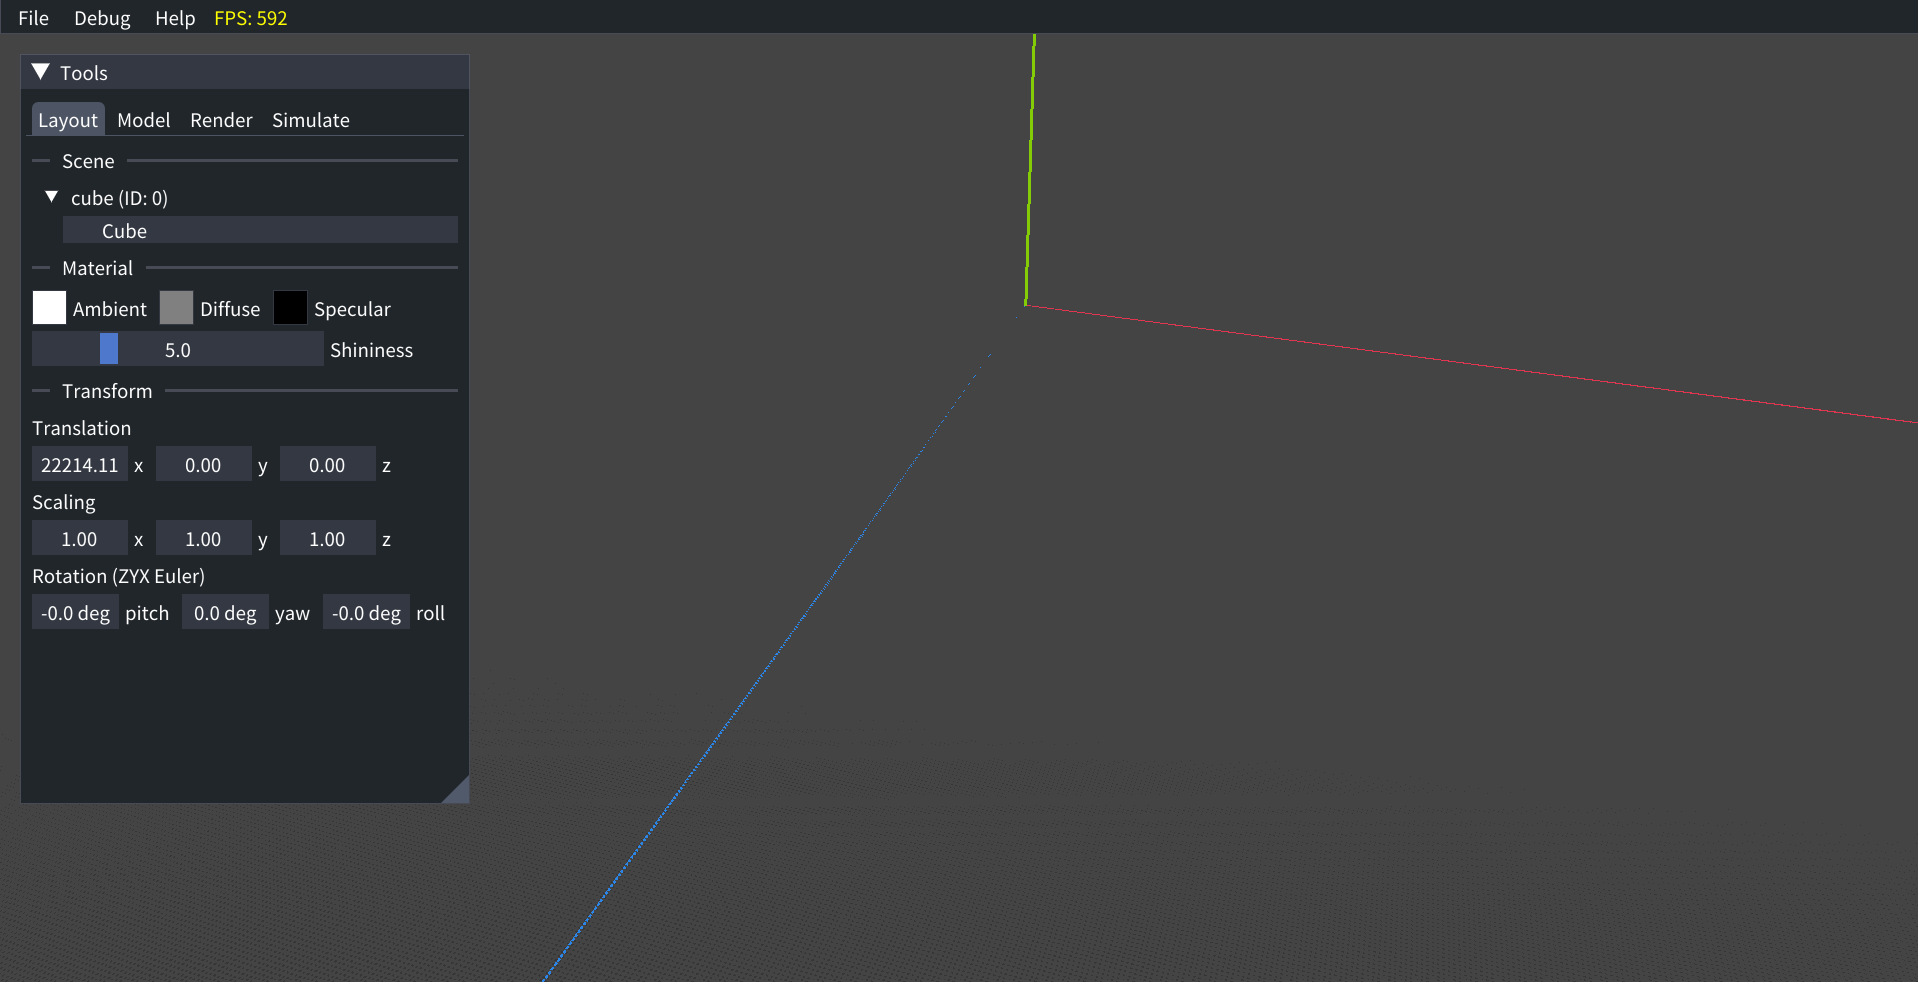 File Debug Help FPS: 592
Tools
Layout Model Render Simulate
Scene
cube (ID: 0)
Cube
Material
Ambient Diffuse Specular
5.0 Shininess
Transform
Translation
22214.11 x 0.00 y 0.00 z
Scaling
1.00 x 1.00 y 1.00 z
Rotation (ZYX Euler)
-0.0 deg pitch 0.0 deg yaw -0.0 deg roll